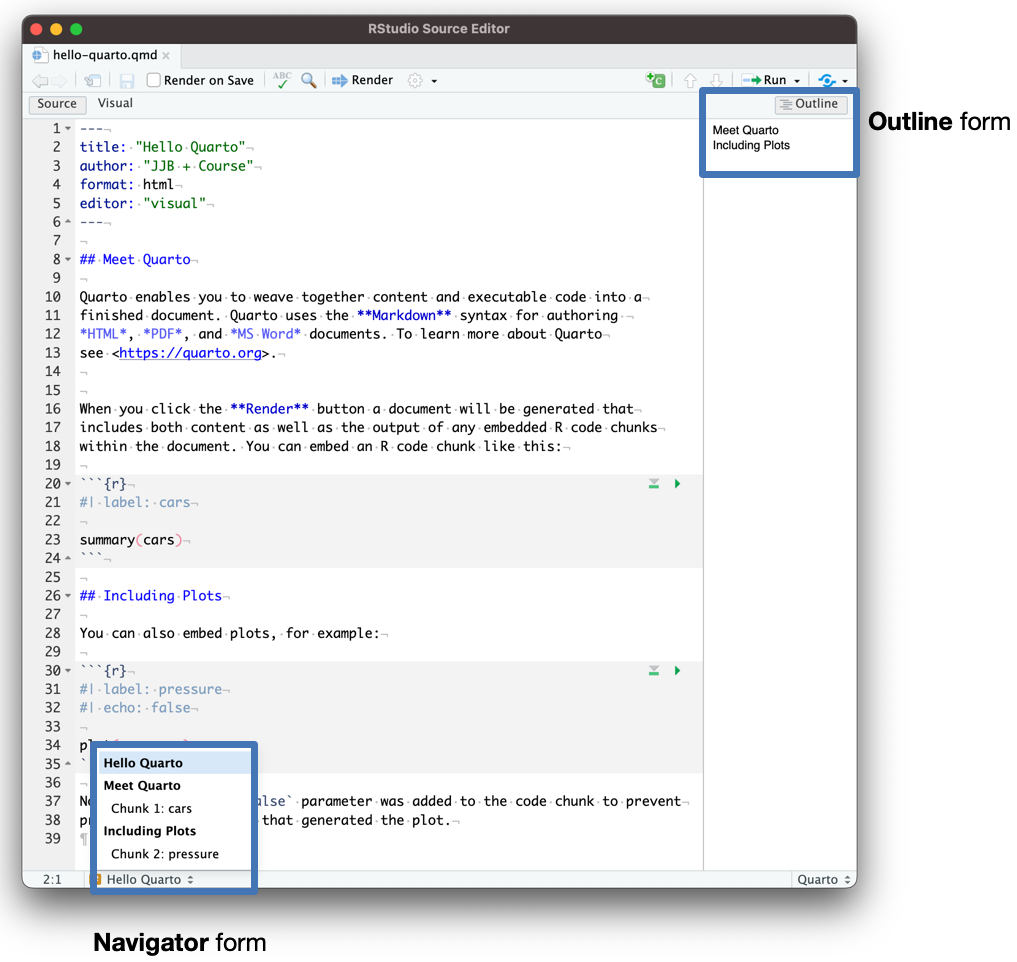 RStudio Source Editor
hello-quarto.qmd
Render on Save
ABC
Render
Run
Source
Visual
Outline
Outline form
Meet Quarto
Including Plots
1 ---
2 title: "Hello Quarto"
3 author: "JJB + Course"
4 format: html
5 editor: "visual"
6 ---
7
8 ## Meet Quarto
9
10 Quarto enables you to weave together content and executable code into a
11 finished document. Quarto uses the **Markdown** syntax for authoring
12 *HTML*, *PDF*, and *MS Word* documents. To learn more about Quarto
13 see <https://quarto.org>.
14
15
16 When you click the **Render** button a document will be generated that
17 includes both content as well as the output of any embedded R code chunks
18 within the document. You can embed an R code chunk like this:
19
20 ```{r}
21 #| label: cars
22
23 summary(cars)
24 ```
25
26 ## Including Plots
27
28 You can also embed plots, for example:
29
30 ```{r}
31 #| label: pressure
32 #| echo: false
33
34
35
36
37 alse` parameter was added to the code chunk to prevent
38 that generated the plot.
39 ¶
Hello Quarto
Meet Quarto
Chunk 1: cars
Including Plots
Chunk 2: pressure
2:1
Hello Quarto
Quarto
Navigator form